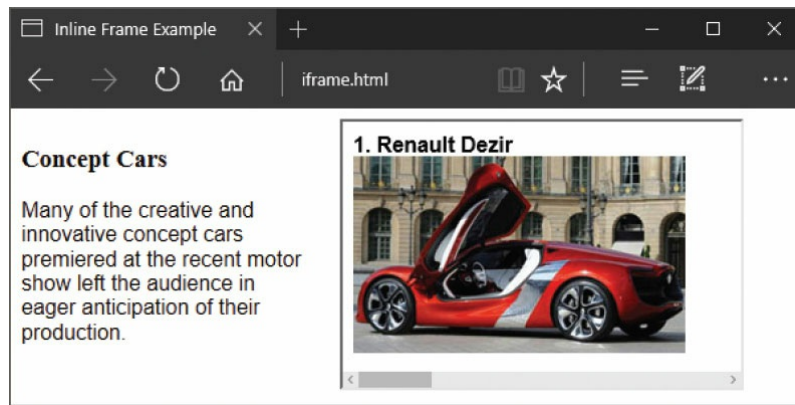 Inline Frame Example
iframe.html
Concept Cars
Many of the creative and
innovative concept cars
premiered at the recent motor
show left the audience in
eager anticipation of their
production.
1. Renault Dezir